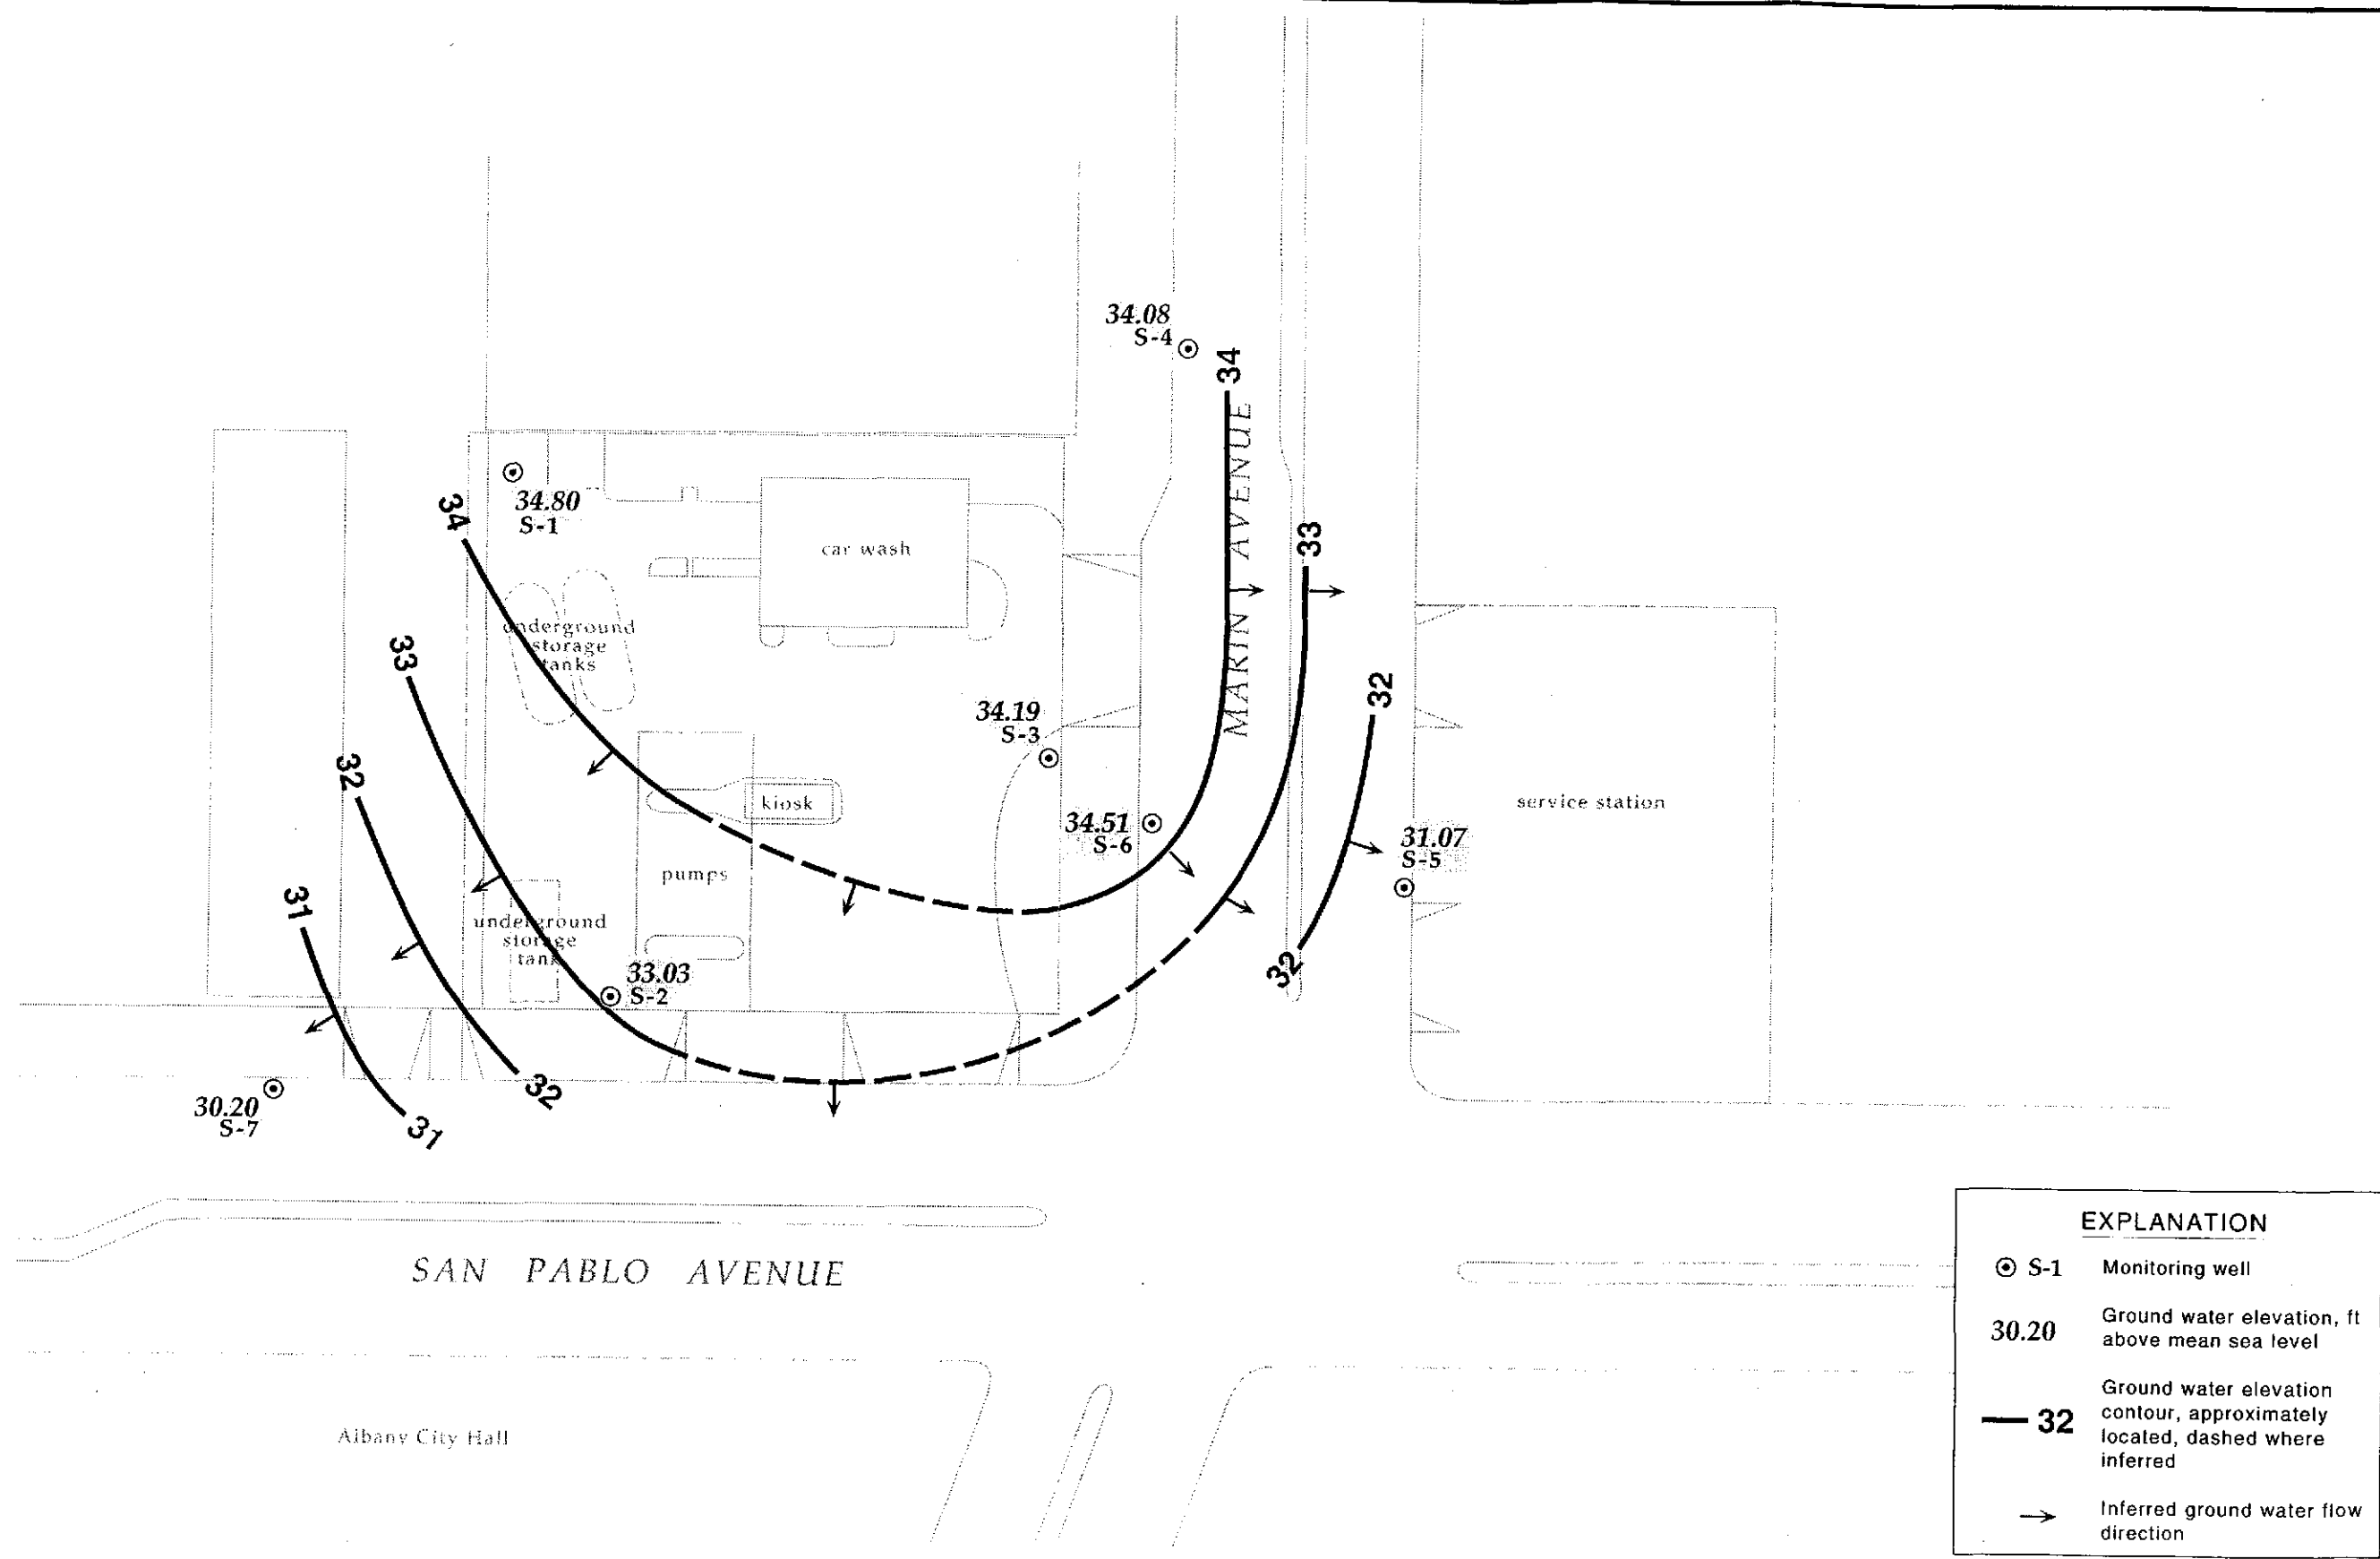 34.08
S-4
34
MARIN AVENUE
34.80
S-1
34
car wash
33
underground
storage
tanks
33
32
34.19
S-3
32
kiosk
service station
34.51
S-6
31.07
S-5
pumps
31
underground
storage
tank
33.03
S-2
32
32
30.20
S-7
31
SAN PABLO AVENUE
Albany City Hall
EXPLANATION
S-1 Monitoring well
30.20 Ground water elevation, ft
above mean sea level
32 Ground water elevation
contour, approximately
located, dashed where
inferred
Inferred ground water flow
direction